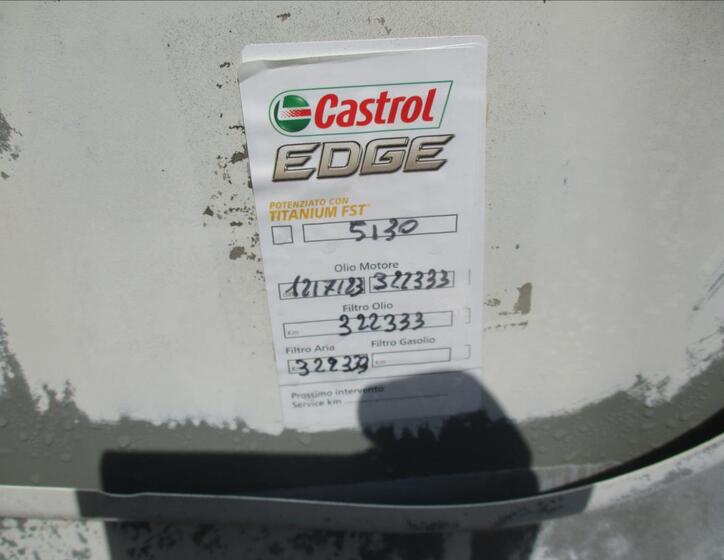 Castrol
EDGE
POTENZIATO CON
TITANIUM FST™
5130
Olio Motore
12/7/23 322333
Filtro Olio
Km 322333
Filtro Aria Filtro Gasolio
322333 Km
Prossimo intervento
Service km